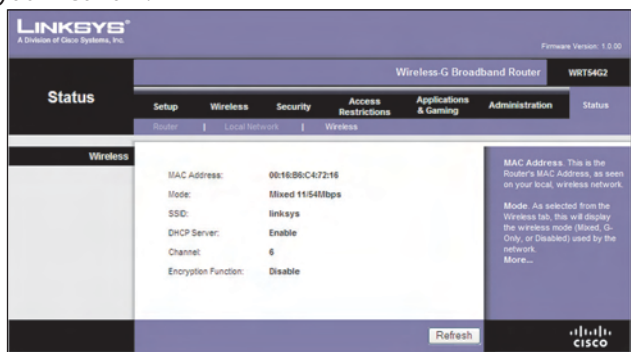 LINKSYS®
A Division of Cisco Systems, Inc.
Firmware Version: 1.0.00
Wireless-G Broadband Router WRT54G2
Status
Setup Wireless Security Access Restrictions Applications & Gaming Administration Status
Router | Local Network | Wireless
Wireless
MAC Address: 00:16:B6:C4:72:16
Mode: Mixed 11/54Mbps
SSID: linksys
DHCP Server: Enable
Channel: 6
Encryption Function: Disable
MAC Address. This is the
Router's MAC Address, as seen
on your local, wireless network.
Mode. As selected from the
Wireless tab, this will display
the wireless mode (Mixed, G-
Only, or Disabled) used by the
network.
More...
Refresh
CISCO